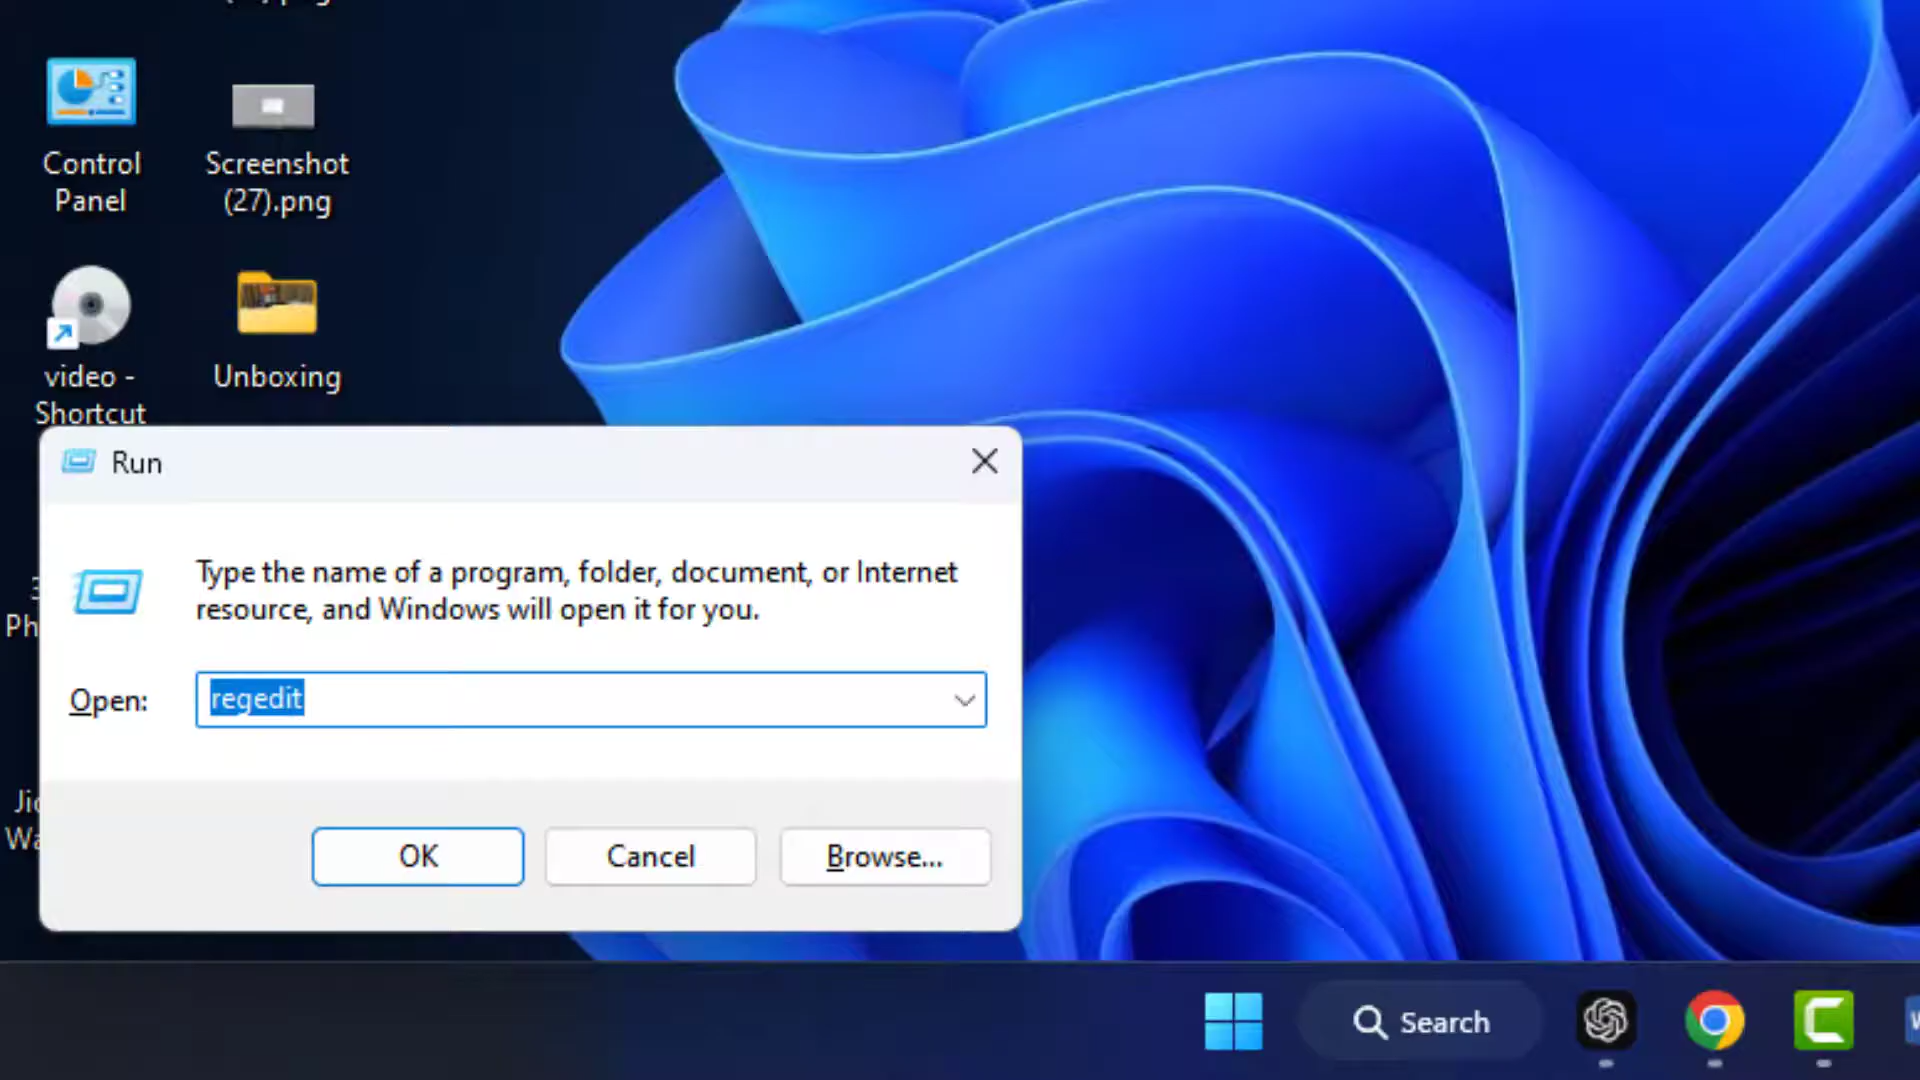 Control
Panel
Screenshot
(27).png
video -
Shortcut
Unboxing
Run
Type the name of a program, folder, document, or Internet
resource, and Windows will open it for you.
Open:
regedit
OK
Cancel
Browse...
Search